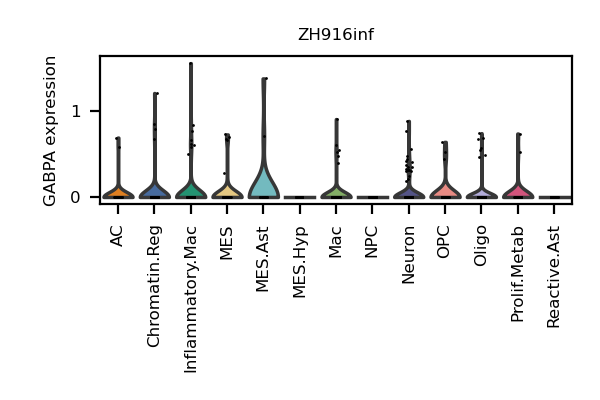 ZH916inf
GABPA expression
1
0
AC
Chromatin.Reg
Inflammatory.Mac
MES
MES.Ast
MES.Hyp
Mac
NPC
Neuron
OPC
Oligo
Prolif.Metab
Reactive.Ast